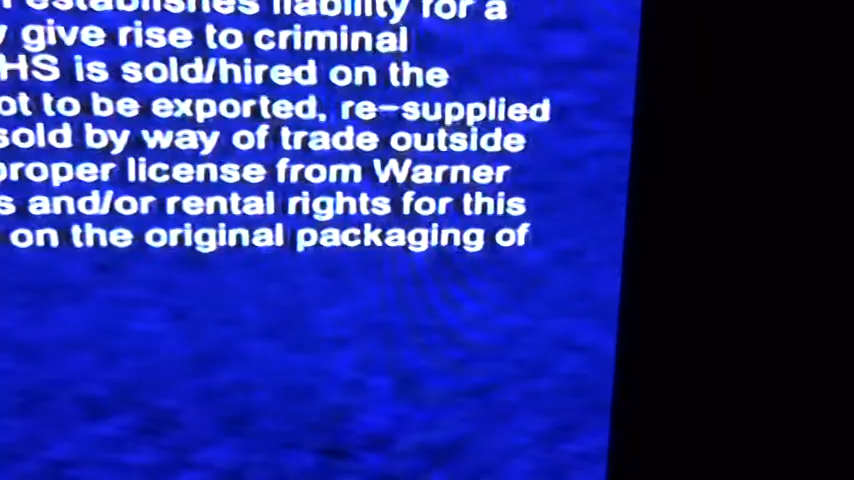 establishes liability for a
give rise to criminal
HS is sold/hired on the
ot to be exported, re-supplied
sold by way of trade outside
proper license from Warner
s and/or rental rights for this
on the original packaging of